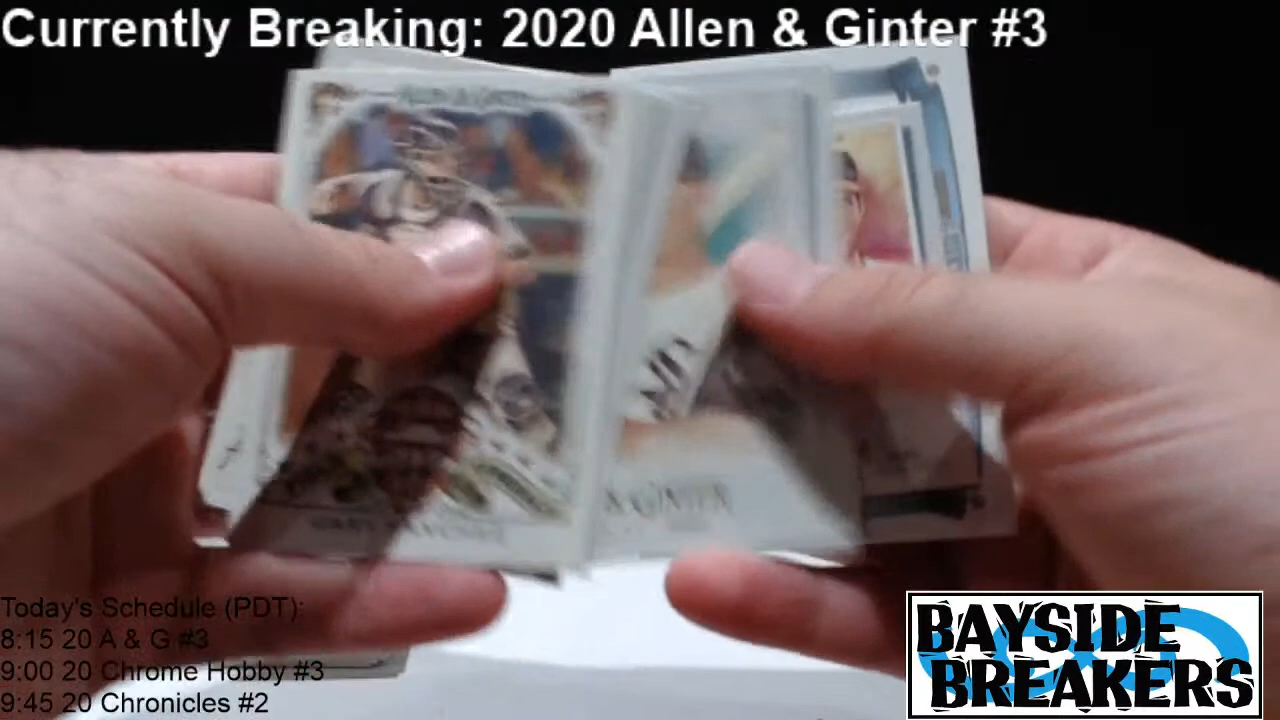 Currently Breaking: 2020 Allen & Ginter #3
& GINTER
Today's Schedule (PDT):
8:15 20 A & G #3
9:00 20 Chrome Hobby #3
9:45 20 Chronicles #2
BAYSIDE
BREAKERS